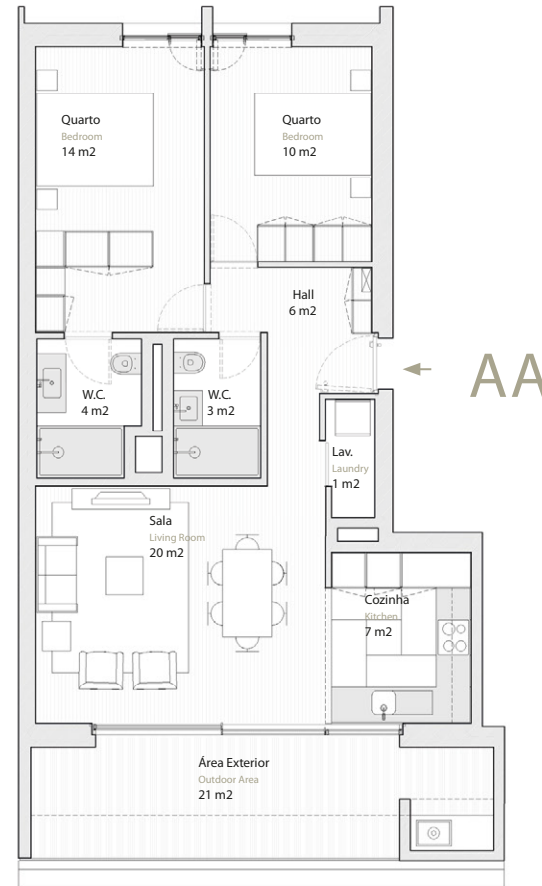 Quarto
Bedroom
14 m2
Quarto
Bedroom
10 m2
Hall
6 m2
AA
W.C.
4 m2
W.C.
3 m2
Lav.
Laundry
1 m2
Sala
Living Room
20 m2
Cozinha
Kitchen
7 m2
Área Exterior
Outdoor Area
21 m2